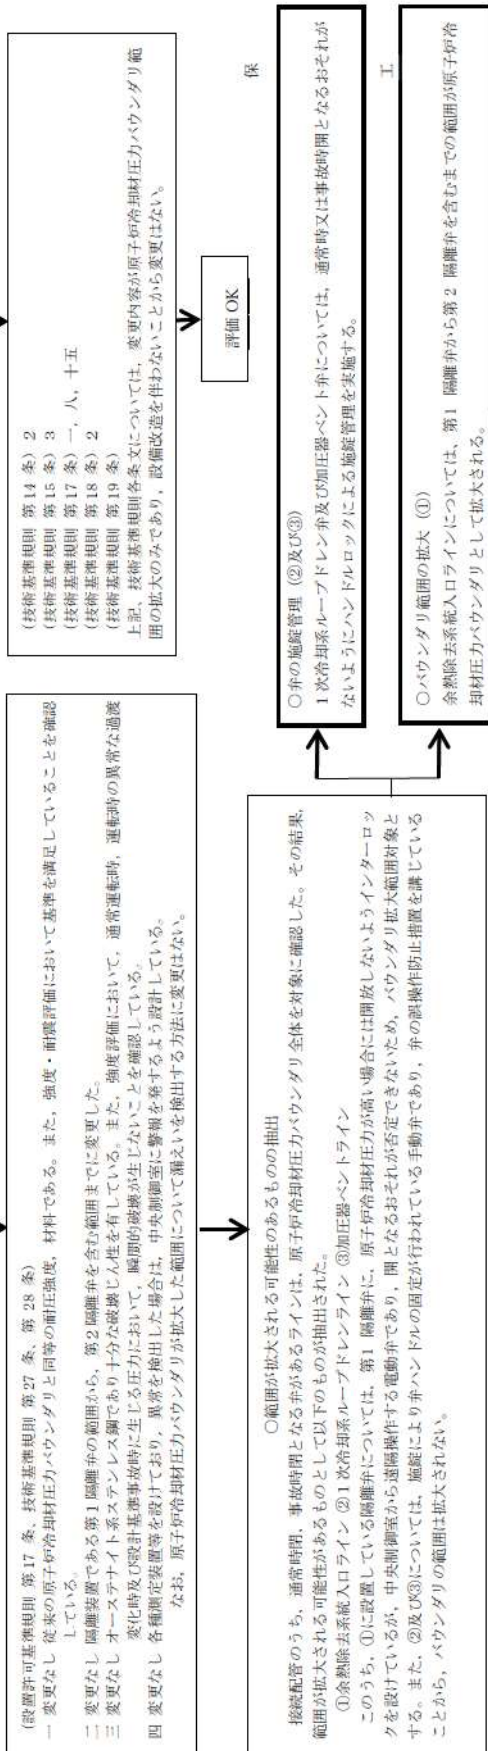 (設置許可基準規則 第17条、技術基準規則 第27条、第28条)
一 変更なし 従来の原子炉冷却材圧力バウンダリと同等の耐圧強度，材料である。また，強度・耐震評価において基準を満足していることを確認
している。
二 変更なし 隔離装置である第1隔離弁の範囲から，第2隔離弁を含む範囲までに変更した。
三 変更なし オーステナイト系ステンレス鋼であり十分な破壊じん性を有している。また，強度評価において，通常運転時，運転時の異常な過渡
変化時及び設計基準事故時に生じる圧力において，瞬間的破壊が生じないことを確認している。
四 変更なし 各種測定装置等を設けており，異常を検出した場合は，中央制御室に警報を発するよう設計している。
なお，原子炉冷却材圧力バウンダリが拡大した範囲について漏えいを検出する方法に変更はない。
(技術基準規則 第14条) 2
(技術基準規則 第15条) 3
(技術基準規則 第17条) 一，八，十五
(技術基準規則 第18条) 2
(技術基準規則 第19条)
上記，技術基準規則各条文については，変更内容が原子炉冷却材圧力バウンダリ範
囲の拡大のみであり，設備改造を伴わないことから変更はない。
評価 OK
○範囲が拡大される可能性のあるものの抽出
接続配管のうち，通常時閉，事故時閉となる弁があるラインは，原子炉冷却材圧力バウンダリ全体を対象に確認した。その結果，
範囲が拡大される可能性があるものとして以下のものが抽出された。
①余熱除去系統入口ライン ②1次冷却系ループドレンライン ③加圧器ベントライン
このうち，①に設置している隔離弁については，第1隔離弁に，原子炉冷却材圧力が高い場合には開放しないようインターロッ
クを設けているが，中央制御室から遠隔操作する電動弁であり，開となるおそれが否定できないため，バウンダリ拡大範囲対象と
する。また，②及び③については，施錠により弁ハンドルの固定が行われている手動弁であり，弁の誤操作防止措置を講じている
ことから，バウンダリの範囲は拡大されない。
保
○弁の施錠管理 (②及び③)
1次冷却系ループドレン弁及び加圧器ベント弁については，通常時又は事故時開となるおそれが
ないようにハンドルロックによる施錠管理を実施する。
工
○バウンダリ範囲の拡大 (①)
余熱除去系統入口ラインについては，第1隔離弁から第2隔離弁を含むまでの範囲が原子炉冷
却材圧力バウンダリとして拡大される。